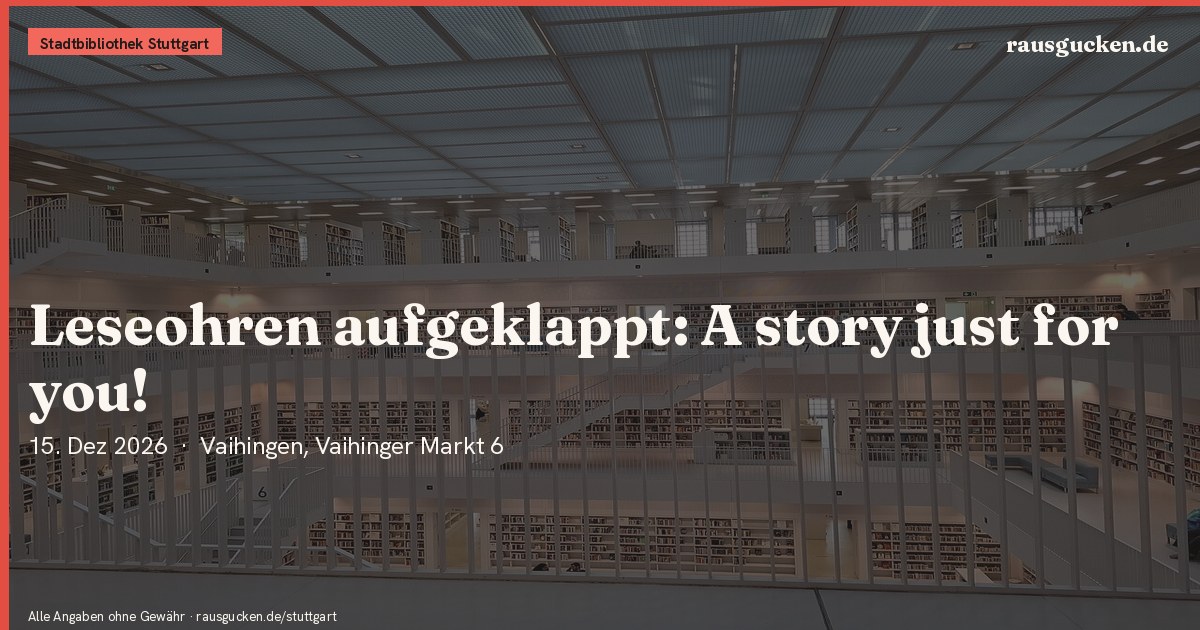 Stadtbibliothek Stuttgart
rausgucken.de
Leseohren aufgeklappt: A story just for
you!
15. Dez 2026 · Vaihingen, Vaihinger Markt 6
6
Alle Angaben ohne Gewähr · rausgucken.de/stuttgart